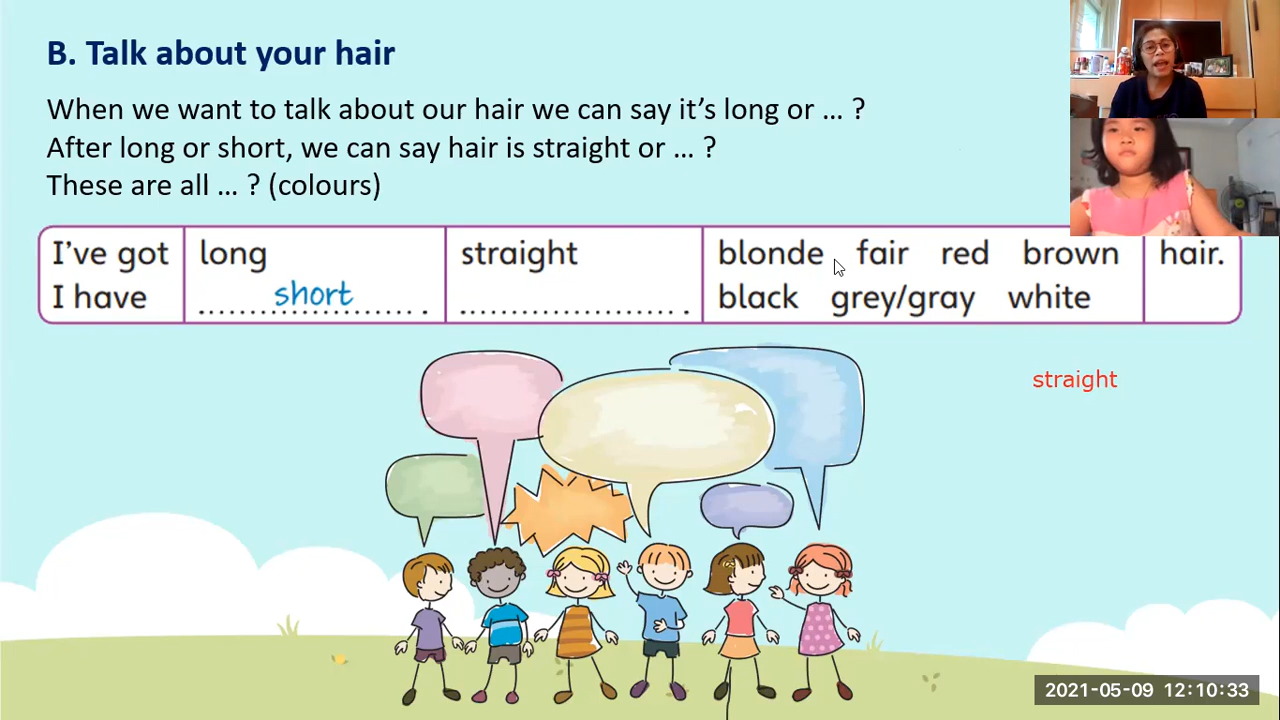 B. Talk about your hair
When we want to talk about our hair we can say it's long or ... ?
After long or short, we can say hair is straight or ... ?
These are all ... ? (colours)
I've got long straight blonde fair red brown hair.
I have short black grey/gray white
straight
2021-05-09 12:10:33